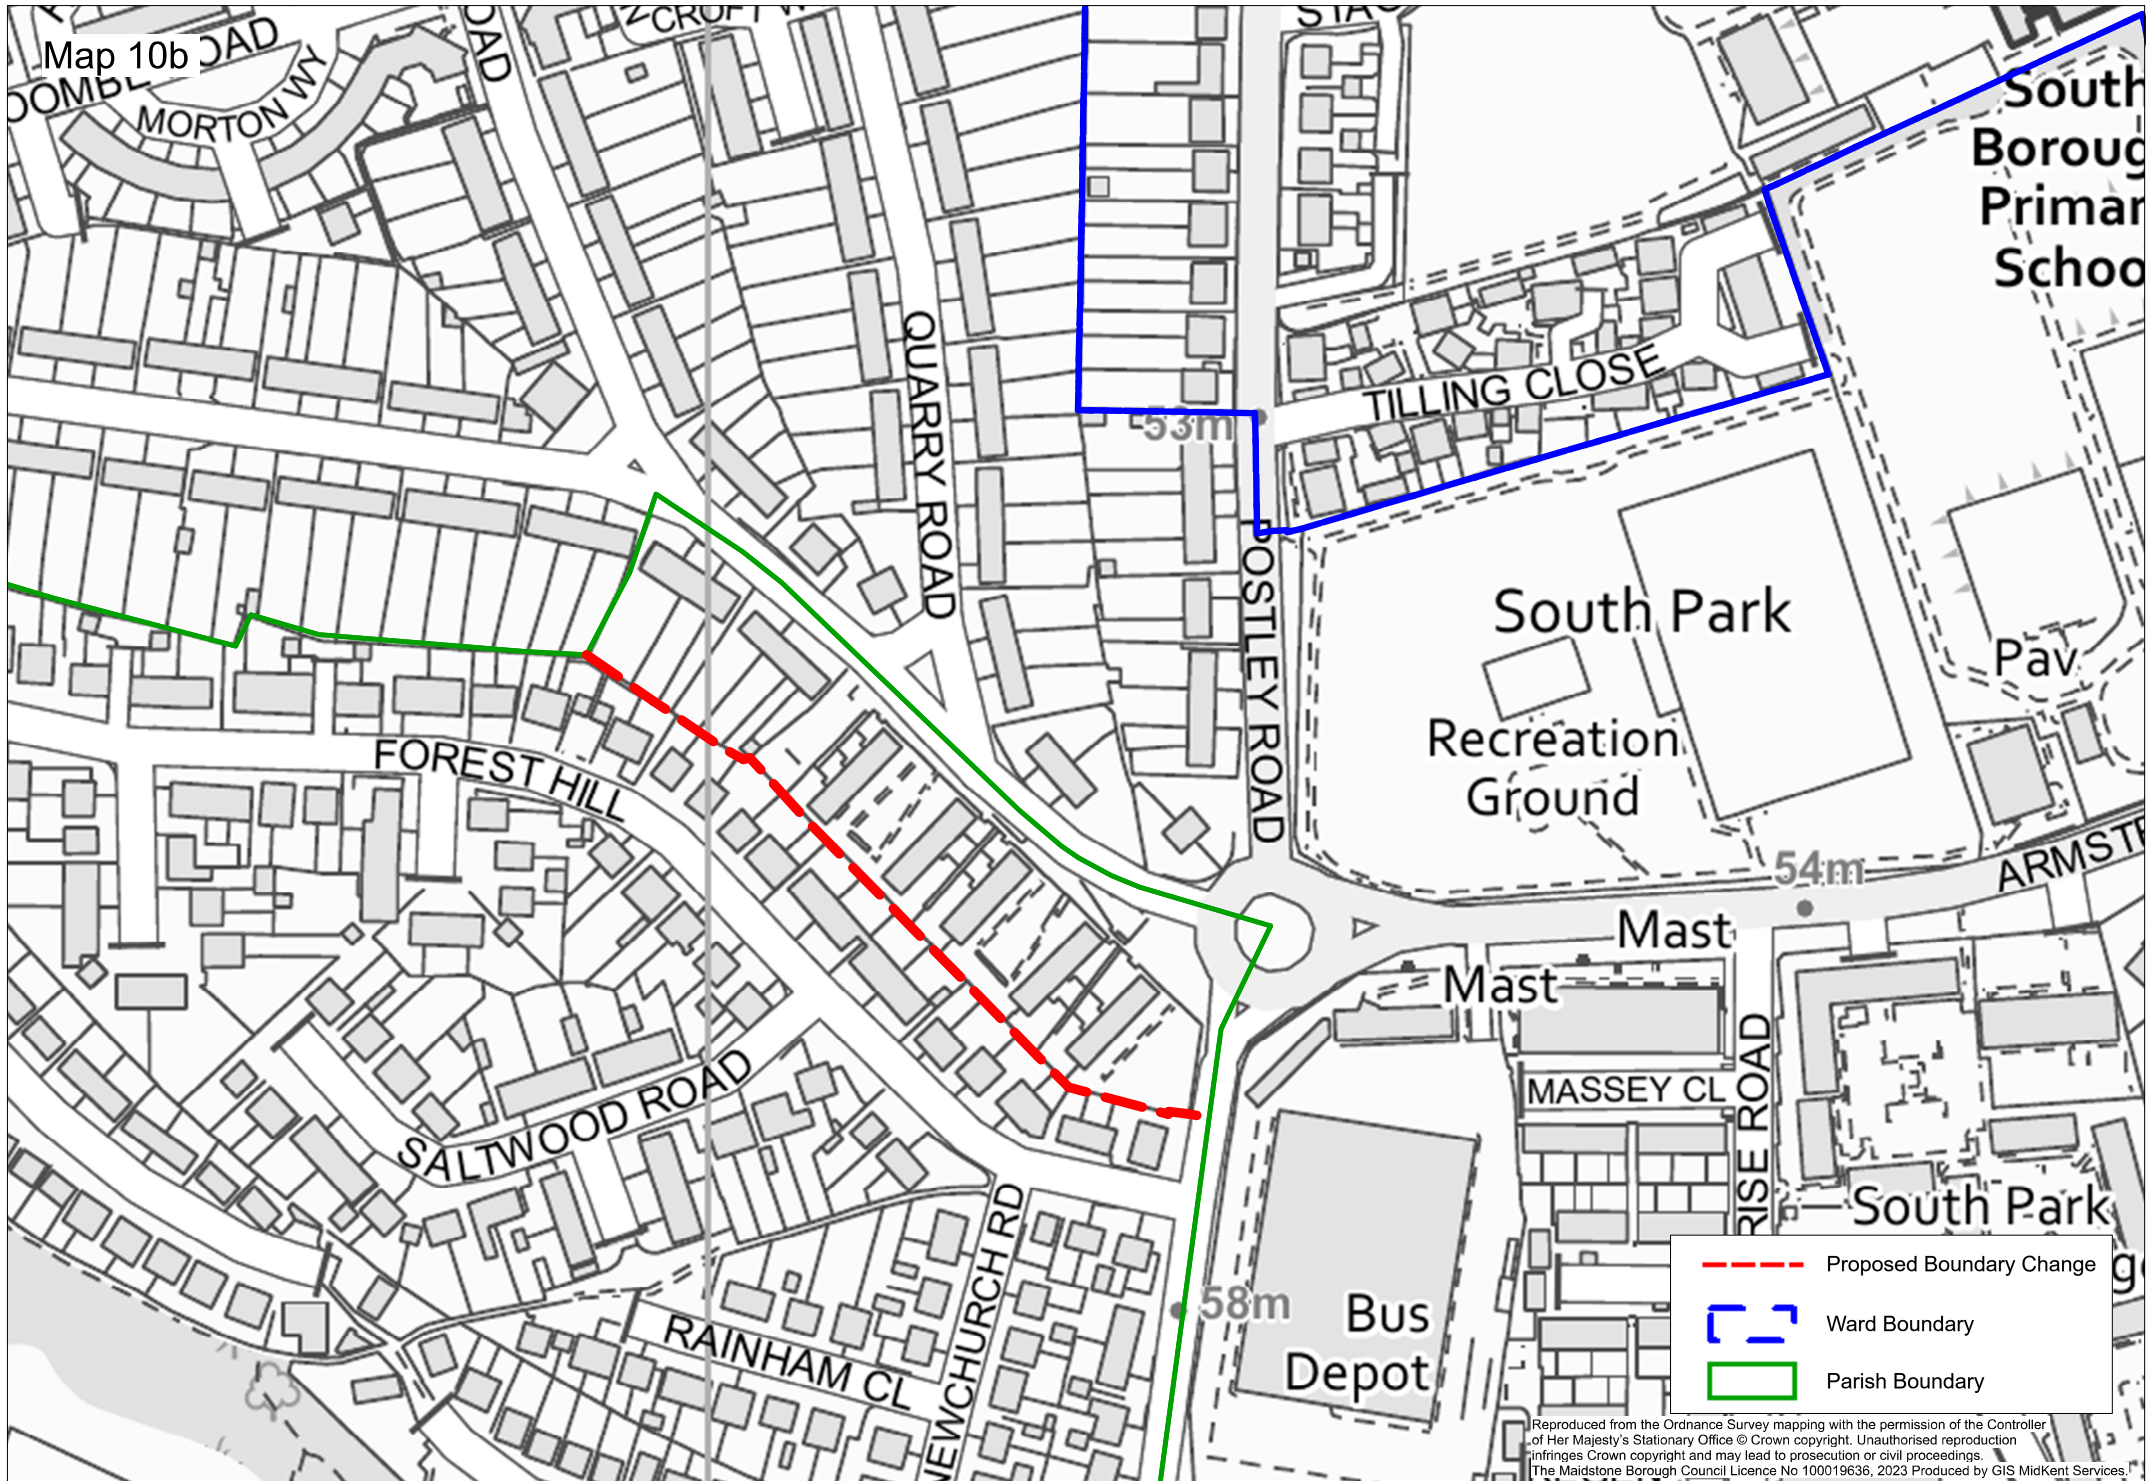 Map 10b
MORTON WY
QUARRY ROAD
POSTLEY ROAD
TILLING CLOSE
53m
South
Primar
Schoo
South Park
Recreation
Ground
Pav
FOREST HILL
54m
Mast
Mast
MASSEY CL
RISE ROAD
SALTWOOD ROAD
NEWCHURCH RD
RAINHAM CL
58m
Bus
Depot
South Park
Proposed Boundary Change
Ward Boundary
Parish Boundary
Reproduced from the Ordnance Survey mapping with the permission of the Controller
of Her Majesty's Stationary Office © Crown copyright. Unauthorised reproduction
infringes Crown copyright and may lead to prosecution or civil proceedings.
The Maidstone Borough Council Licence No 100019636, 2023 Produced by GIS MidKent Services.